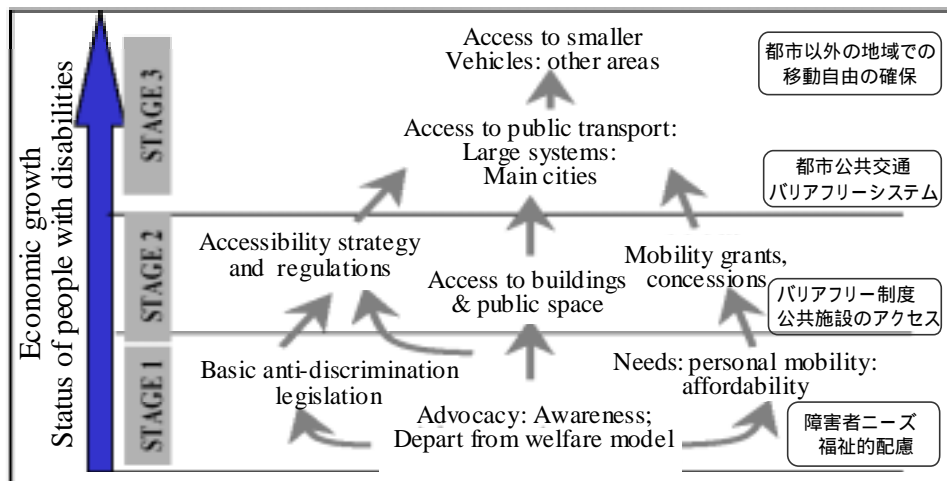 Economic growth
Status of people with disabilities
STAGE 3
Access to smaller
Vehicles: other areas
都市以外の地域での
移動自由の確保
Access to public transport:
Large systems:
Main cities
都市公共交通
バリアフリーシステム
STAGE 2
Accessibility strategy
and regulations
Access to buildings
& public space
Mobility grants,
concessions
バリアフリー制度
公共施設のアクセス
STAGE 1
Basic anti-discrimination
legislation
Needs: personal mobility:
affordability
Advocacy: Awareness;
Depart from welfare model
障害者ニーズ
福祉的配慮